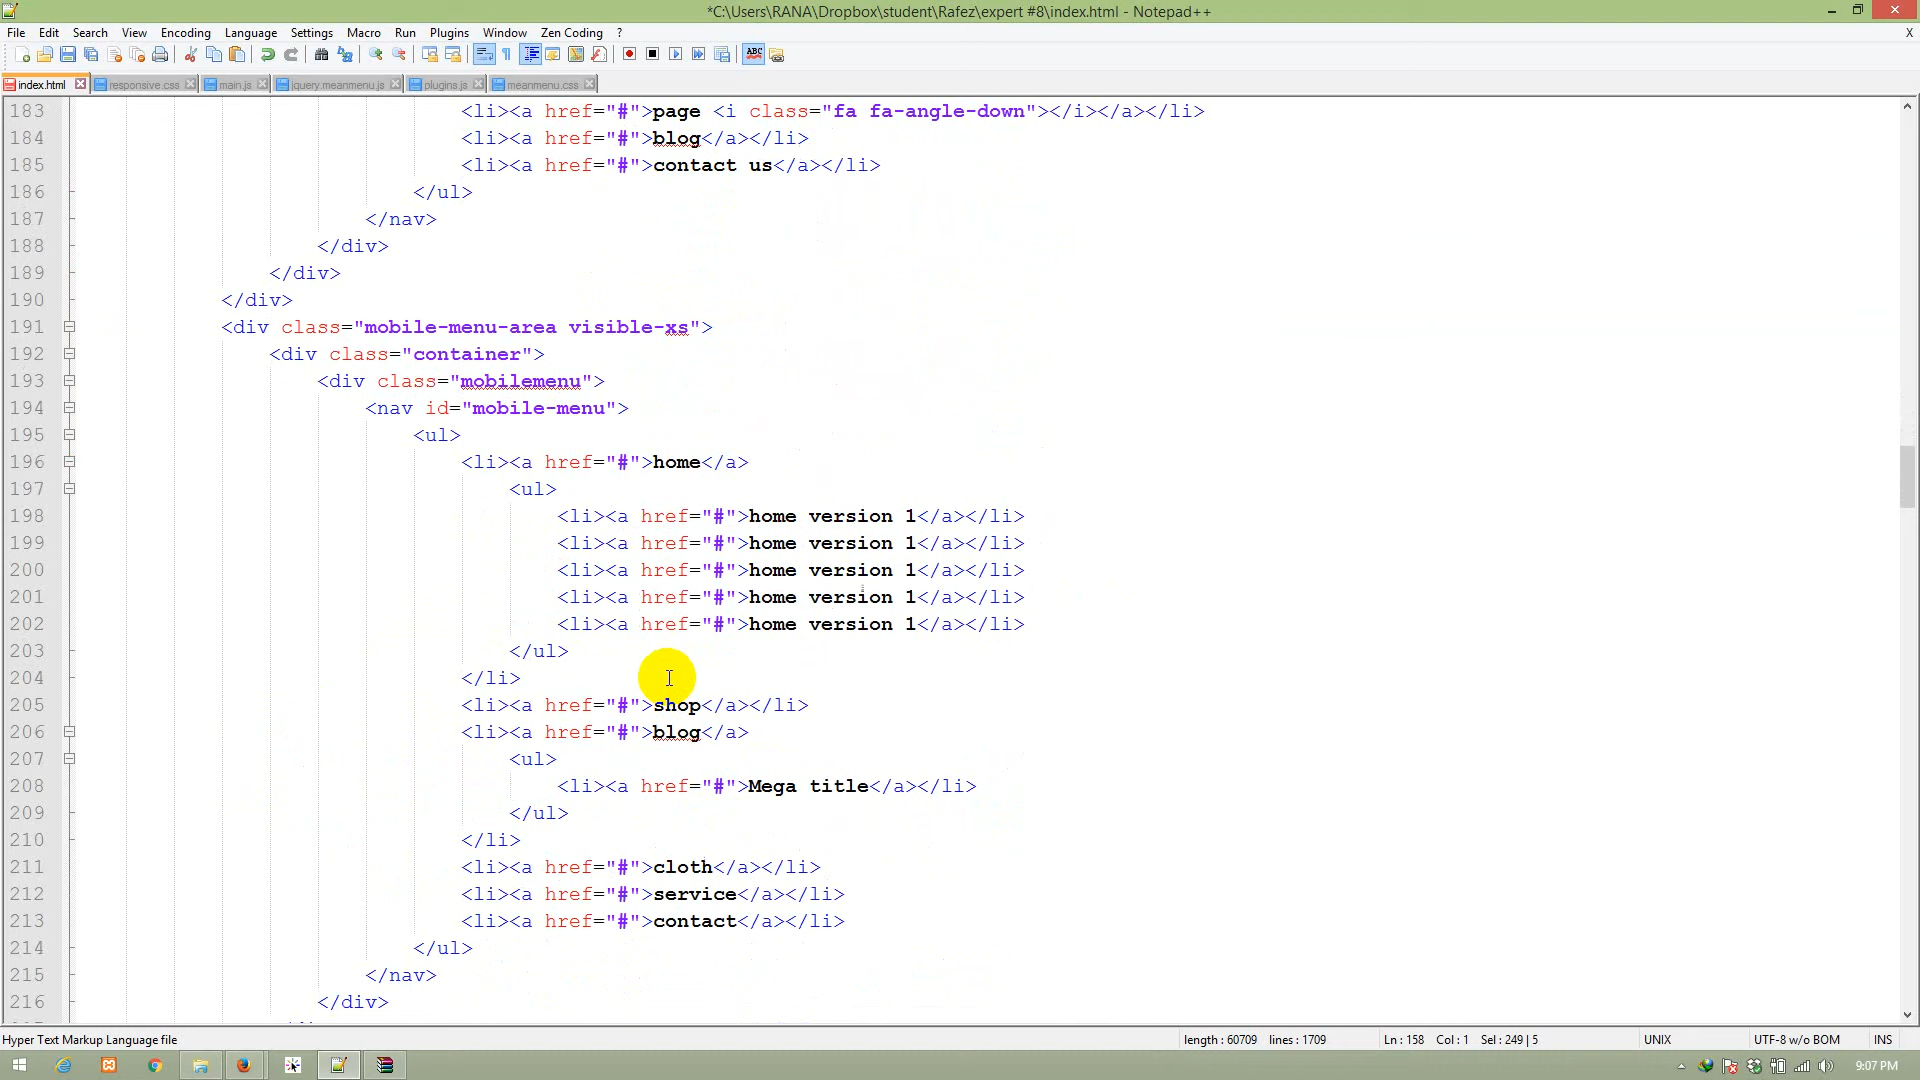 *C:\Users\RANA\Dropbox\student\Rafez\expert #8\index.html - Notepad++
File Edit Search View Encoding Language Settings Macro Run Plugins Window Zen Coding ? X
index.html responsive.css main.js jquery.meanmenu.js plugins.js meanmenu.css
183 <li><a href="#">page <i class="fa fa-angle-down"></i></a></li>
184 <li><a href="#">blog</a></li>
185 <li><a href="#">contact us</a></li>
186 </ul>
187 </nav>
188 </div>
189 </div>
190 </div>
191 <div class="mobile-menu-area visible-xs">
192 <div class="container">
193 <div class="mobilemenu">
194 <nav id="mobile-menu">
195 <ul>
196 <li><a href="#">home</a>
197 <ul>
198 <li><a href="#">home version 1</a></li>
199 <li><a href="#">home version 1</a></li>
200 <li><a href="#">home version 1</a></li>
201 <li><a href="#">home version 1</a></li>
202 <li><a href="#">home version 1</a></li>
203 </ul>
204 </li>
205 <li><a href="#">shop</a></li>
206 <li><a href="#">blog</a>
207 <ul>
208 <li><a href="#">Mega title</a></li>
209 </ul>
210 </li>
211 <li><a href="#">cloth</a></li>
212 <li><a href="#">service</a></li>
213 <li><a href="#">contact</a></li>
214 </ul>
215 </nav>
216 </div>
Hyper Text Markup Language file length : 60709 lines : 1709 Ln : 158 Col : 1 Sel : 249 | 5 UNIX UTF-8 w/o BOM INS
9:07 PM